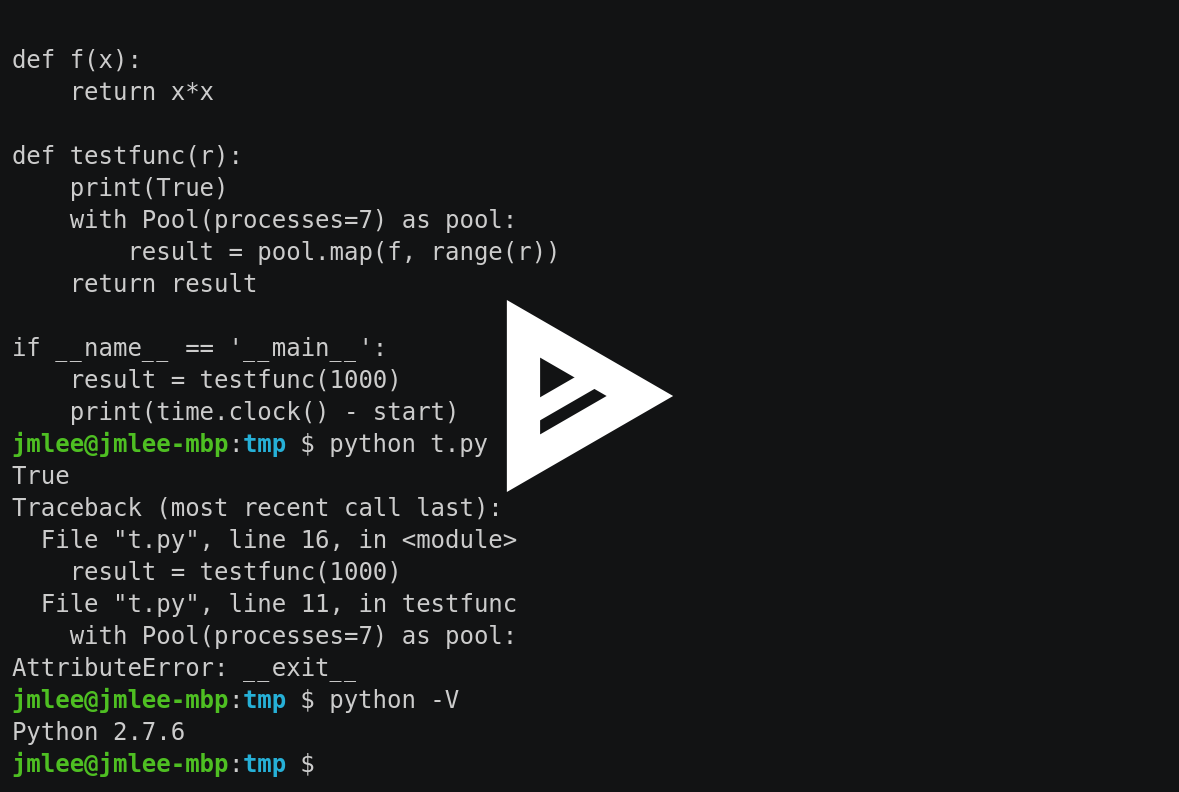 def f(x):
    return x*x

def testfunc(r):
    print(True)
    with Pool(processes=7) as pool:
        result = pool.map(f, range(r))
    return result

if __name__ == '__main__':
    result = testfunc(1000)
    print(time.clock() - start)
jmlee@jmlee-mbp:tmp $ python t.py
True
Traceback (most recent call last):
  File "t.py", line 16, in <module>
    result = testfunc(1000)
  File "t.py", line 11, in testfunc
    with Pool(processes=7) as pool:
AttributeError: __exit__
jmlee@jmlee-mbp:tmp $ python -V
Python 2.7.6
jmlee@jmlee-mbp:tmp $